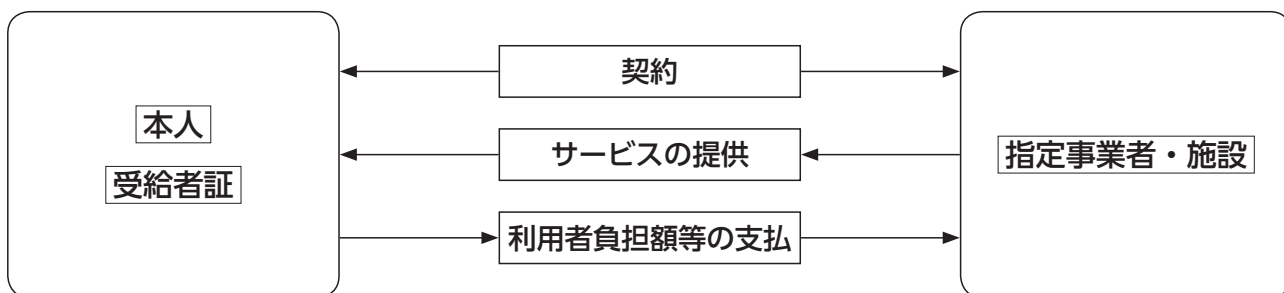 本人
受給者証
契約
サービスの提供
利用者負担額等の支払
指定事業者・施設